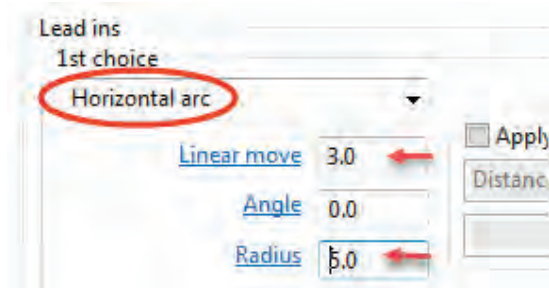 Lead ins
1st choice
Horizontal arc
Linear move 3.0
Apply
Angle 0.0
Distanc
Radius 5.0